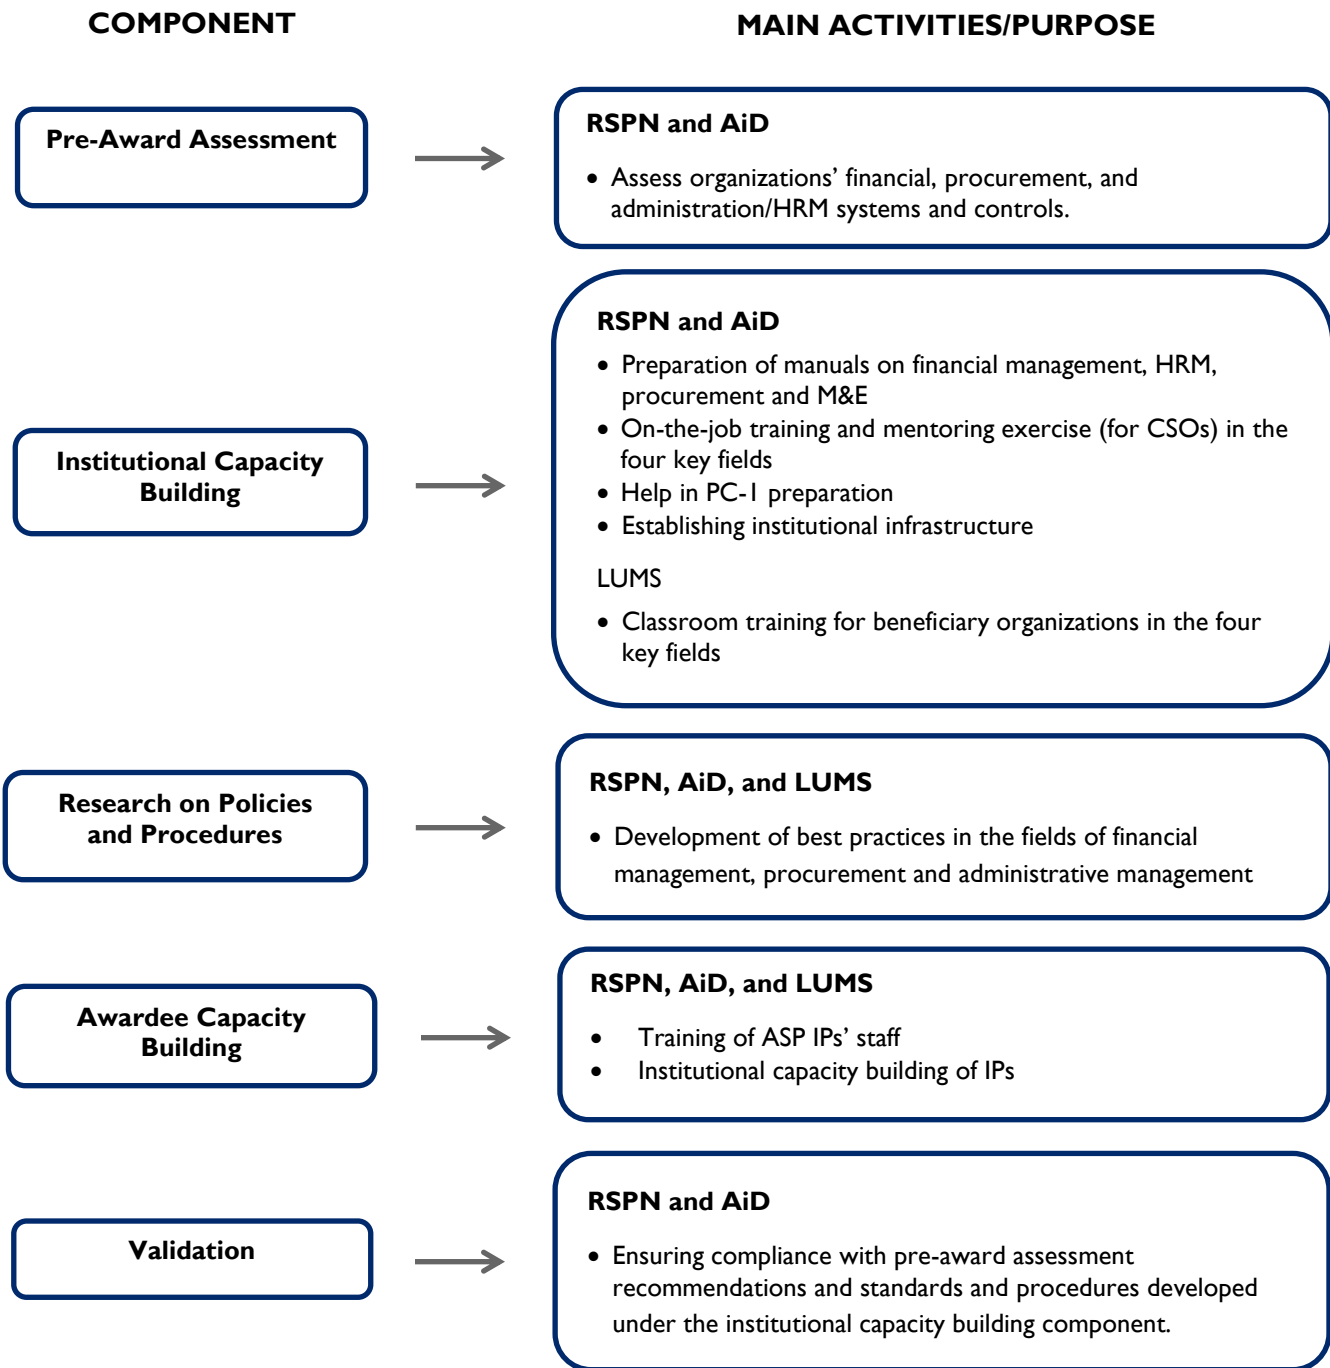 COMPONENT
MAIN ACTIVITIES/PURPOSE
Pre-Award Assessment
RSPN and AiD
• Assess organizations’ financial, procurement, and
administration/HRM systems and controls.
Institutional Capacity
Building
RSPN and AiD
• Preparation of manuals on financial management, HRM,
procurement and M&E
• On-the-job training and mentoring exercise (for CSOs) in the
four key fields
• Help in PC-1 preparation
• Establishing institutional infrastructure
LUMS
• Classroom training for beneficiary organizations in the four
key fields
Research on Policies
and Procedures
RSPN, AiD, and LUMS
• Development of best practices in the fields of financial
management, procurement and administrative management
Awardee Capacity
Building
RSPN, AiD, and LUMS
• Training of ASP IPs’ staff
• Institutional capacity building of IPs
Validation
RSPN and AiD
• Ensuring compliance with pre-award assessment
recommendations and standards and procedures developed
under the institutional capacity building component.